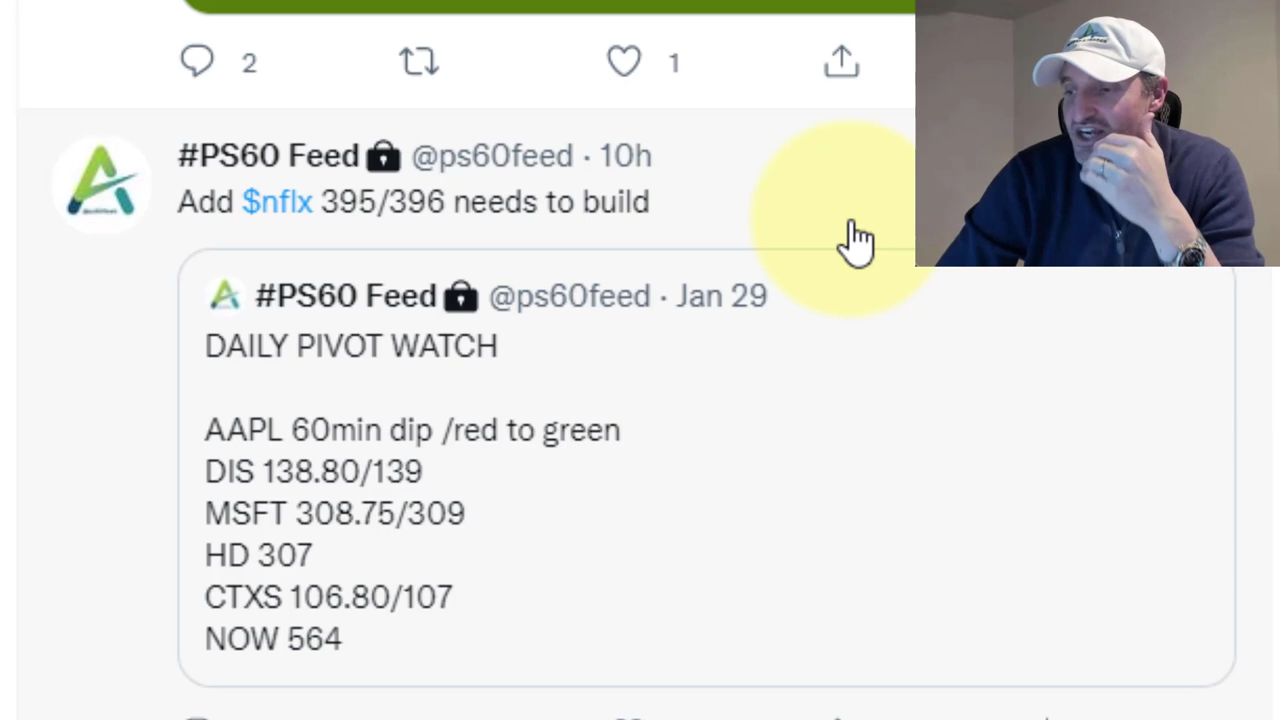 2
1
#PS60 Feed @ps60feed · 10h
Add $nflx 395/396 needs to build
#PS60 Feed @ps60feed · Jan 29
DAILY PIVOT WATCH
AAPL 60min dip /red to green
DIS 138.80/139
MSFT 308.75/309
HD 307
CTXS 106.80/107
NOW 564